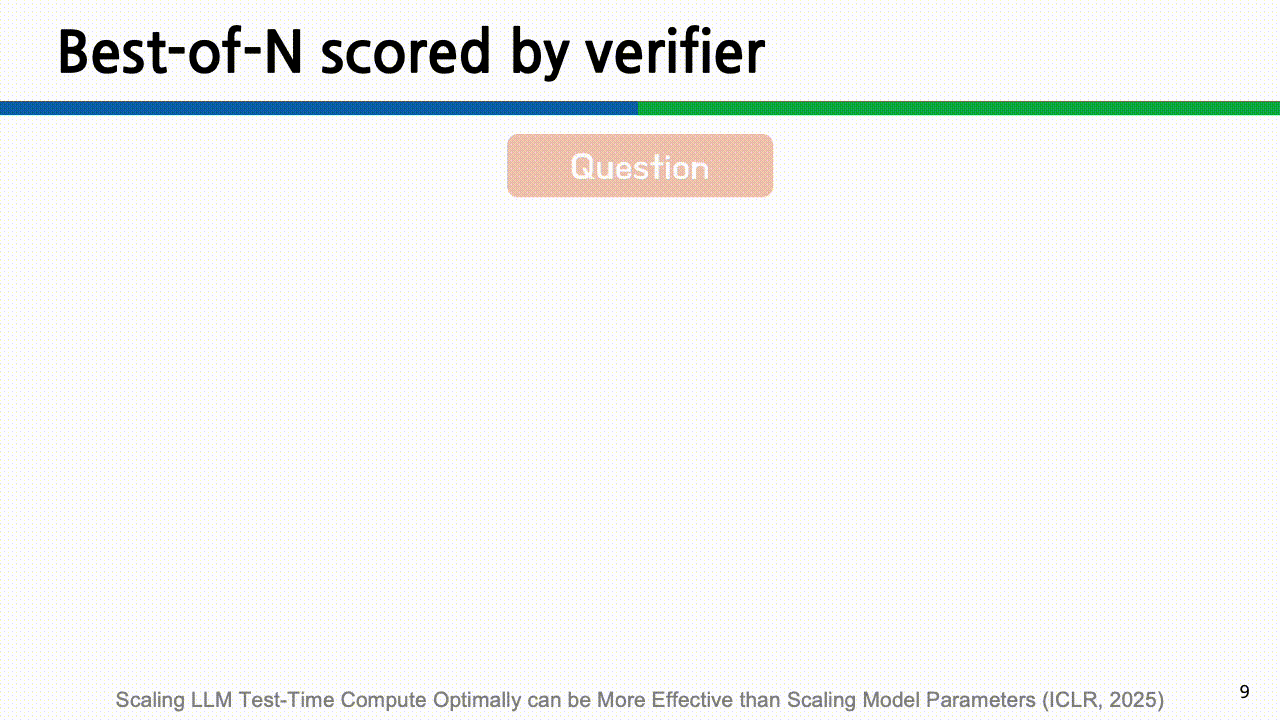 Best-of-N scored by verifier
Question
Scaling LLM Test-Time Compute Optimally can be More Effective than Scaling Model Parameters (ICLR, 2025)
9